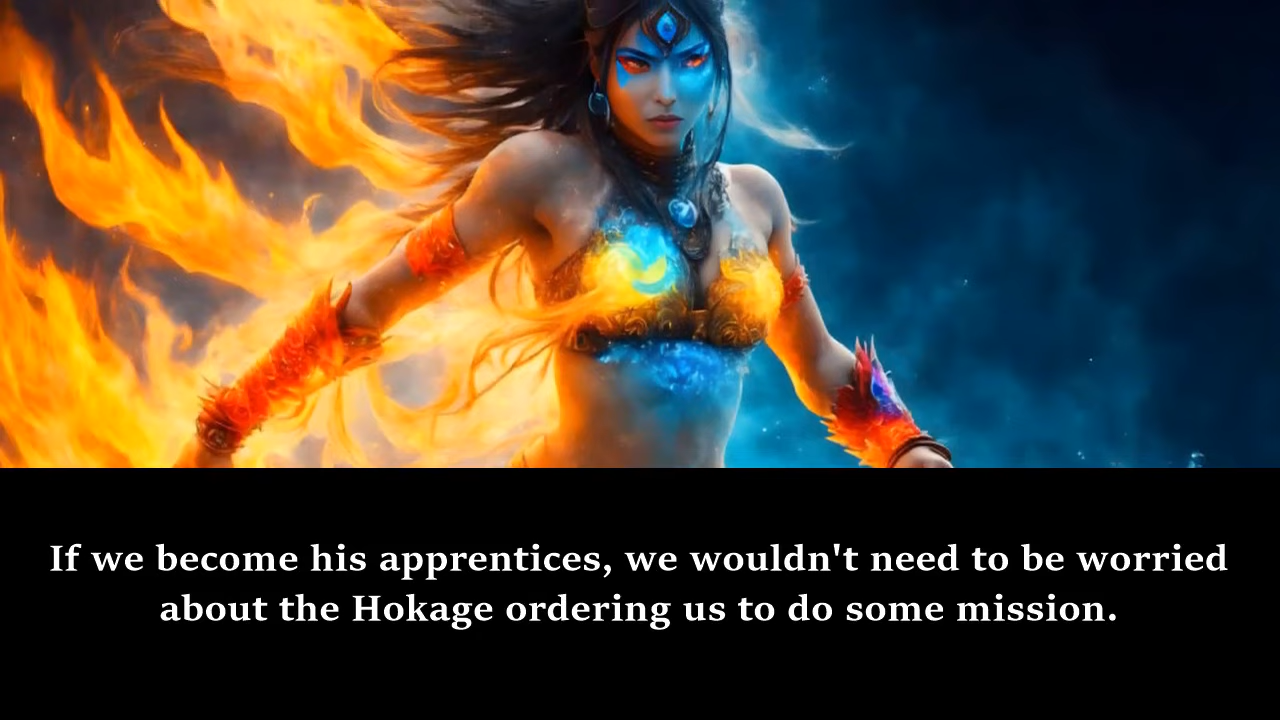 If we become his apprentices, we wouldn't need to be worried
about the Hokage ordering us to do some mission.